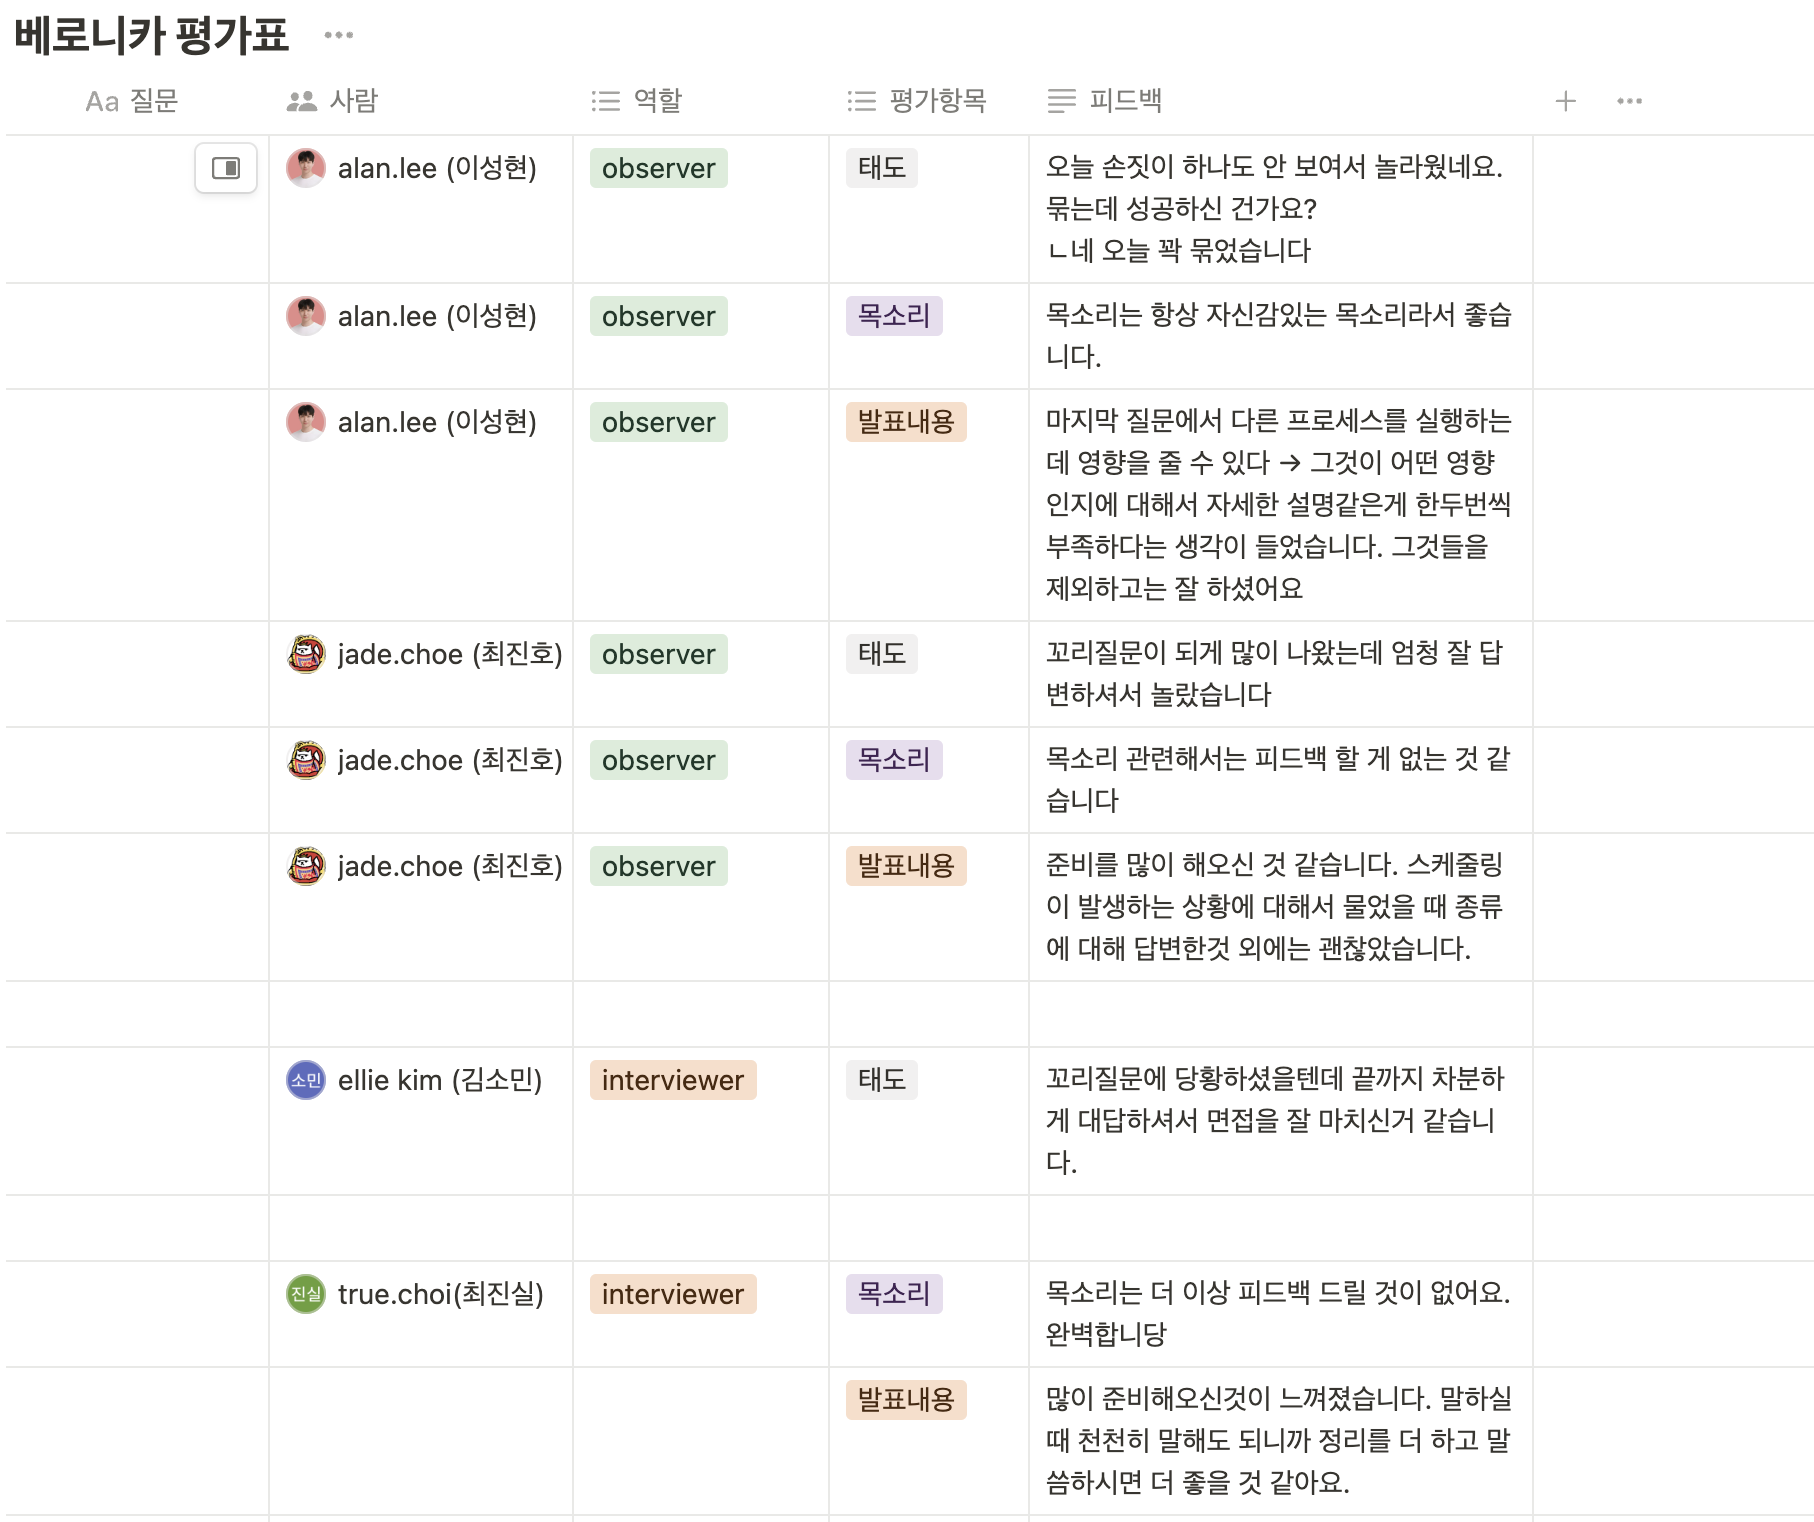 베로니카 평가표 ···
Aa 질문 사람 역할 평가항목 피드백
alan.lee (이성현) observer 태도 오늘 손짓이 하나도 안 보여서 놀라웠네요.
묶는데 성공하신 건가요?
ㄴ네 오늘 꽉 묶었습니다
alan.lee (이성현) observer 목소리 목소리는 항상 자신감있는 목소리라서 좋습
니다.
alan.lee (이성현) observer 발표내용 마지막 질문에서 다른 프로세스를 실행하는
데 영향을 줄 수 있다 → 그것이 어떤 영향
인지에 대해서 자세한 설명같은게 한두번씩
부족하다는 생각이 들었습니다. 그것들을
제외하고는 잘 하셨어요
jade.choe (최진호) observer 태도 꼬리질문이 되게 많이 나왔는데 엄청 잘 답
변하셔서 놀랐습니다
jade.choe (최진호) observer 목소리 목소리 관련해서는 피드백 할 게 없는 것 같
습니다
jade.choe (최진호) observer 발표내용 준비를 많이 해오신 것 같습니다. 스케줄링
이 발생하는 상황에 대해서 물었을 때 종류
에 대해 답변한것 외에는 괜찮았습니다.
소민 ellie kim (김소민) interviewer 태도 꼬리질문에 당황하셨을텐데 끝까지 차분하
게 대답하셔서 면접을 잘 마치신거 같습니
다.
진실 true.choi(최진실) interviewer 목소리 목소리는 더 이상 피드백 드릴 것이 없어요.
완벽합니당
발표내용 많이 준비해오신것이 느껴졌습니다. 말하실
때 천천히 말해도 되니까 정리를 더 하고 말
씀하시면 더 좋을 것 같아요.